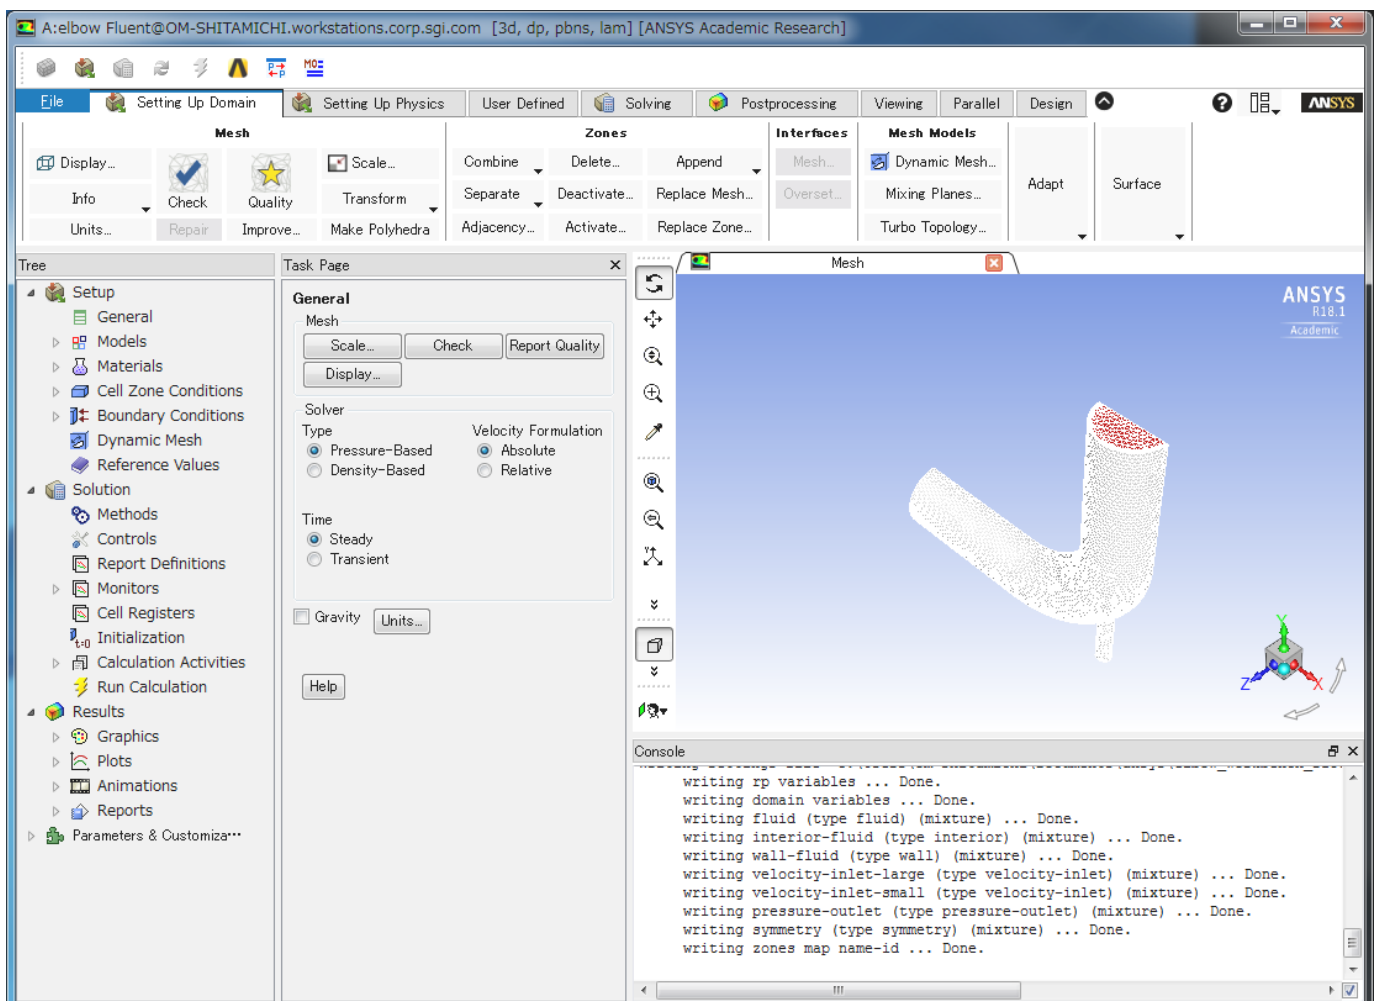 A:elbow Fluent@OM-SHITAMICHI.workstations.corp.sgi.com [3d, dp, pbns, lam] [ANSYS Academic Research]
File Setting Up Domain Setting Up Physics User Defined Solving Postprocessing Viewing Parallel Design ANSYS
Mesh Zones Interfaces Mesh Models
Display... Scale... Combine Delete... Append Mesh... Dynamic Mesh...
Info Check Quality Transform Separate Deactivate... Replace Mesh... Overset... Mixing Planes... Adapt Surface
Units... Repair Improve... Make Polyhedra Adjacency... Activate... Replace Zone... Turbo Topology...
Tree
Setup
General
Models
Materials
Cell Zone Conditions
Boundary Conditions
Dynamic Mesh
Reference Values
Solution
Methods
Controls
Report Definitions
Monitors
Cell Registers
t=0 Initialization
Calculation Activities
Run Calculation
Results
Graphics
Plots
Animations
Reports
Parameters & Customiza...
Task Page
General
Mesh
Scale... Check Report Quality
Display...
Solver
Type Velocity Formulation
Pressure-Based Absolute
Density-Based Relative
Time
Steady
Transient
Gravity Units...
Help
Mesh
ANSYS
R18.1
Academic
Y
Z X
Console
writing rp variables ... Done.
writing domain variables ... Done.
writing fluid (type fluid) (mixture) ... Done.
writing interior-fluid (type interior) (mixture) ... Done.
writing wall-fluid (type wall) (mixture) ... Done.
writing velocity-inlet-large (type velocity-inlet) (mixture) ... Done.
writing velocity-inlet-small (type velocity-inlet) (mixture) ... Done.
writing pressure-outlet (type pressure-outlet) (mixture) ... Done.
writing symmetry (type symmetry) (mixture) ... Done.
writing zones map name-id ... Done.